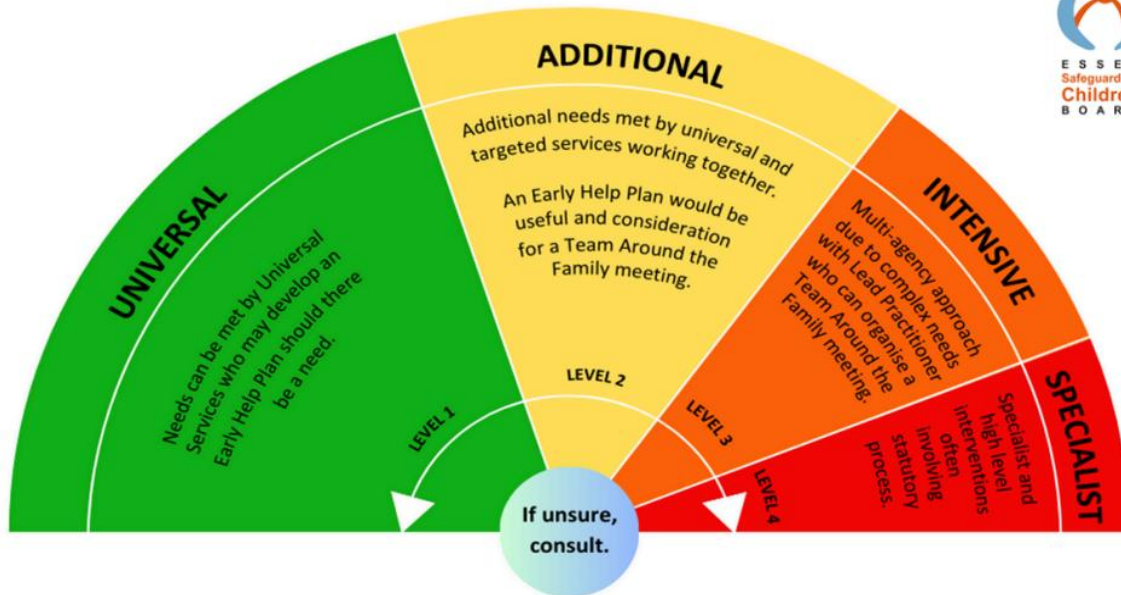 UNIVERSAL
Needs can be met by Universal
Services who may develop an
Early Help Plan should there
be a need.
LEVEL 1
ADDITIONAL
Additional needs met by universal and
targeted services working together.
An Early Help Plan would be
useful and consideration
for a Team Around the
Family meeting.
LEVEL 2
INTENSIVE
Multi-agency approach
due to complex needs
with Lead Practitioner
who can organise a
Team Around the
Family meeting.
LEVEL 3
SPECIALIST
Specialist and
high level
interventions
often
involving
statutory
process.
LEVEL 4
If unsure,
consult.